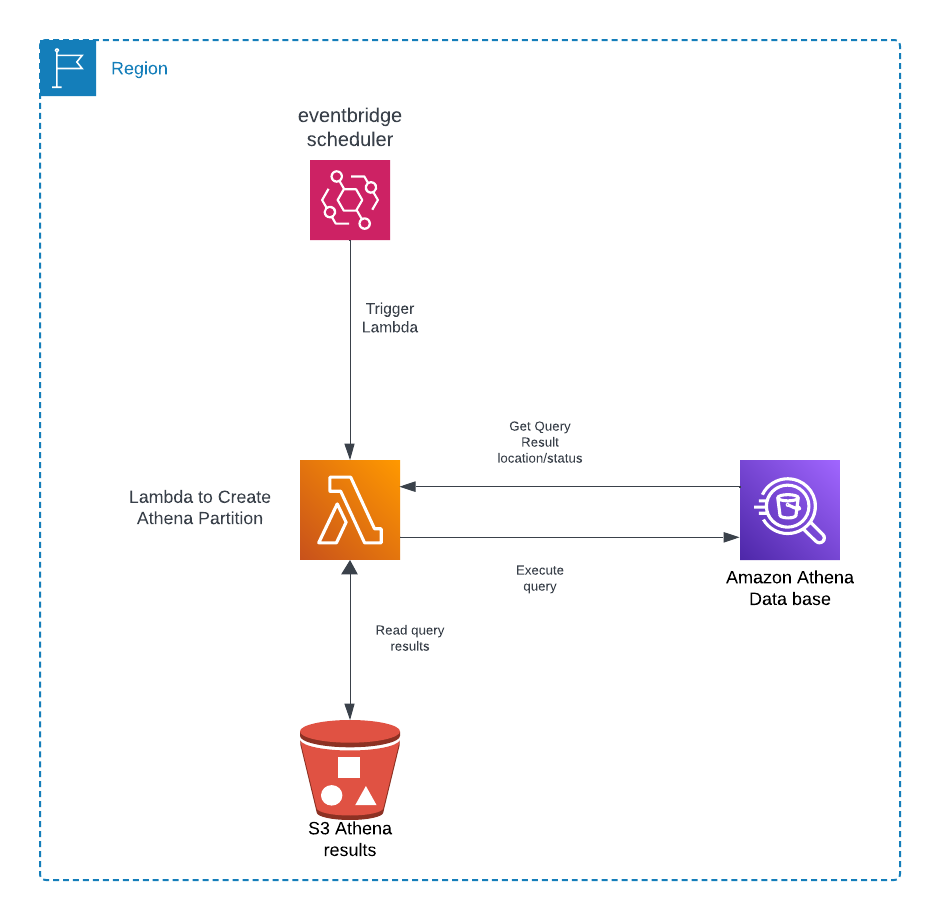 Region
eventbridge
scheduler
Trigger
Lambda
Get Query
Result
location/status
Lambda to Create
Athena Partition
Execute
query
Amazon Athena
Data base
Read query
results
S3 Athena
results